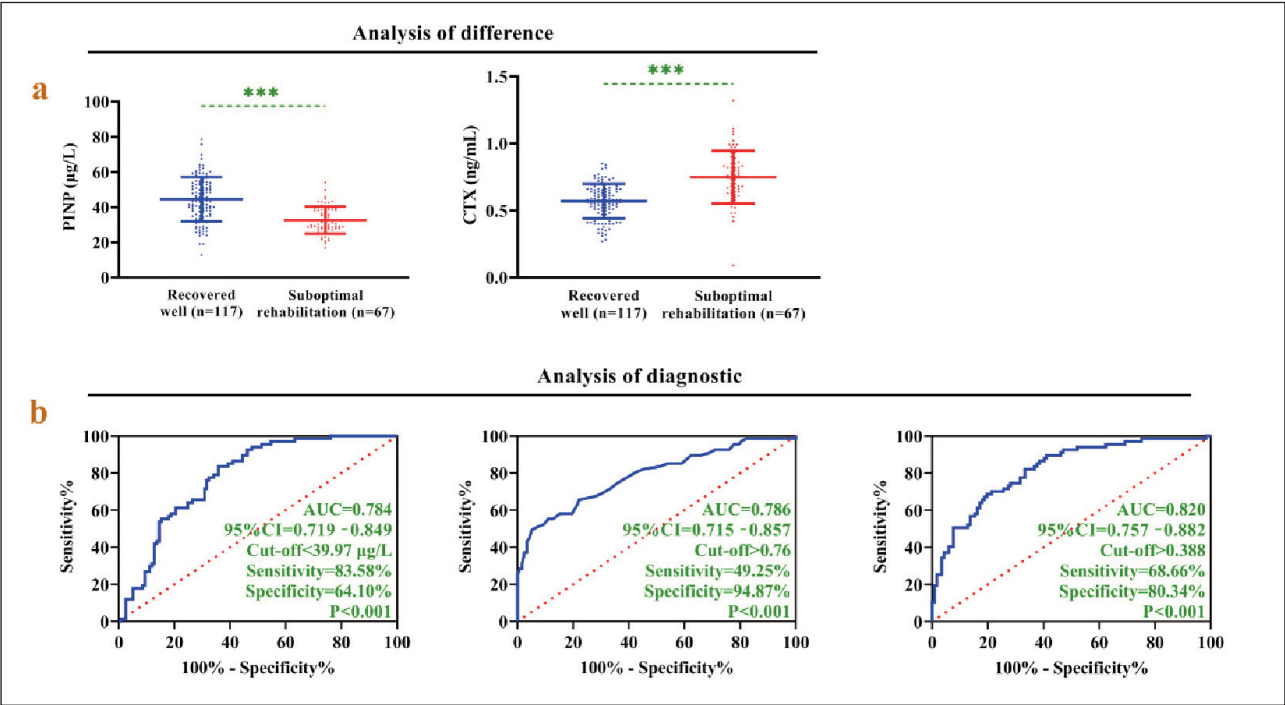 Analysis of difference
a
***
***
PINP (μg/L)
100
80
60
40
20
0
Recovered
well (n=117)
Suboptimal
rehabilitation (n=67)
CTX (ng/mL)
1.5
1.0
0.5
0.0
Recovered
well (n=117)
Suboptimal
rehabilitation (n=67)
Analysis of diagnostic
b
Sensitivity%
100
80
60
40
20
0
AUC=0.784
95%CI=0.719 -0.849
Cut-off<39.97 μg/L
Sensitivity=83.58%
Specificity=64.10%
P<0.001
0 20 40 60 80 100
100% - Specificity%
Sensitivity%
100
80
60
40
20
0
AUC=0.786
95%CI=0.715 -0.857
Cut-off>0.76
Sensitivity=49.25%
Specificity=94.87%
P<0.001
0 20 40 60 80 100
100% - Specificity%
Sensitivity%
100
80
60
40
20
0
AUC=0.820
95%CI=0.757 -0.882
Cut-off>0.388
Sensitivity=68.66%
Specificity=80.34%
P<0.001
0 20 40 60 80 100
100% - Specificity%